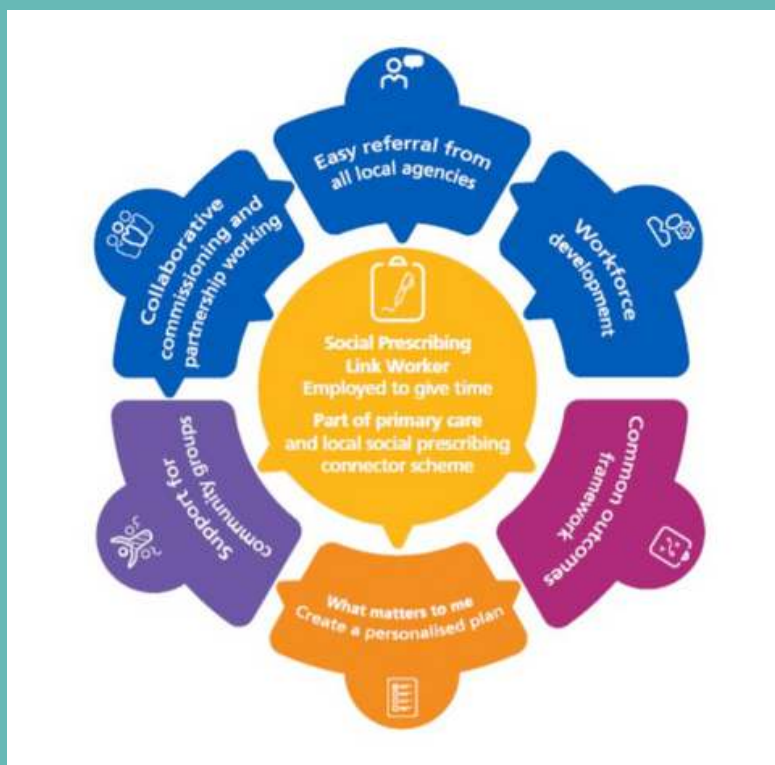 Easy referral from
all local agencies
Workforce
development
Common outcomes
framework
What matters to me
Create a personalised plan
Support for
community groups
Collaborative
commissioning and
partnership working
Social Prescribing
Link Worker
Employed to give time
Part of primary care
and local social prescribing
connector scheme